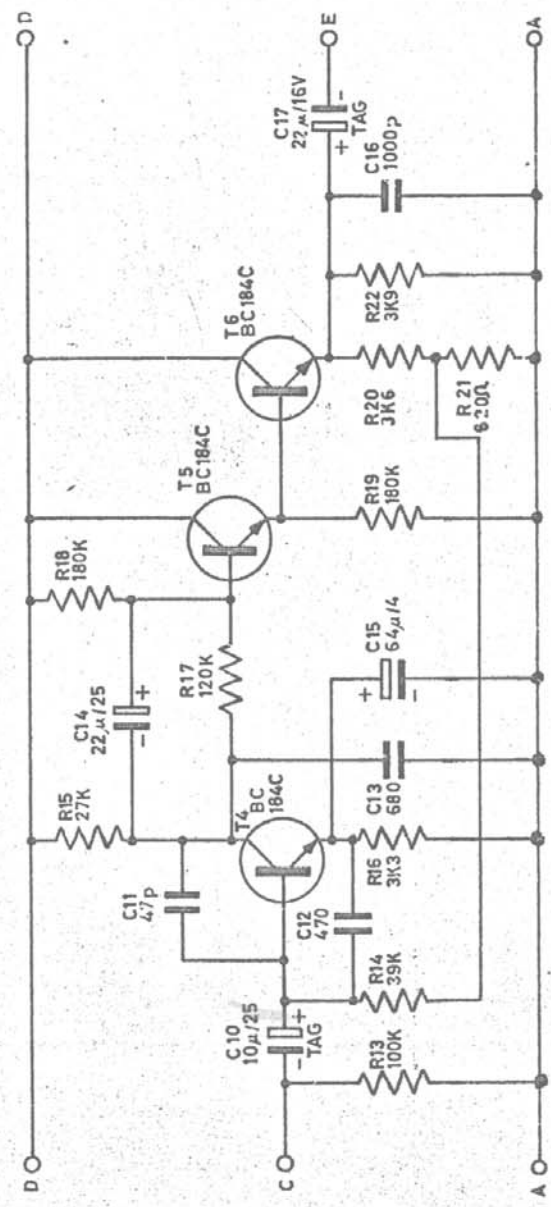 D
D
R15
27K
C14
22µ/25
-
+
R18
180K
T5
BC184C
T6
BC184C
C11
47p
T4
BC
184C
R17
120K
C17
22µ/16V
+
-
TAG
E
C
C10
10µ/25
-
+
TAG
C12
470
R13
100K
R14
39K
R16
3K3
C13
680
C15
64µ/4
+
-
R19
180K
R20
3K6
R21
620Ω
R22
3K9
C16
1000p
A
A